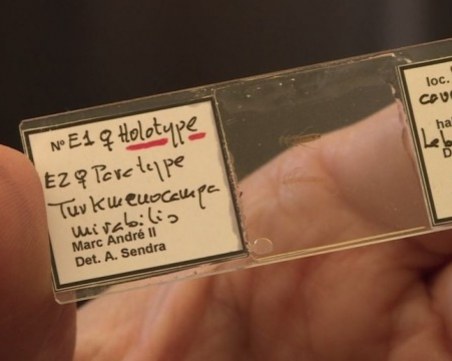 Nº E1 ♀ Holotype
E2 ♀ Paratype
Turkmenocampa
mirabilis
Marc André II
Det. A. Sendra
loc.